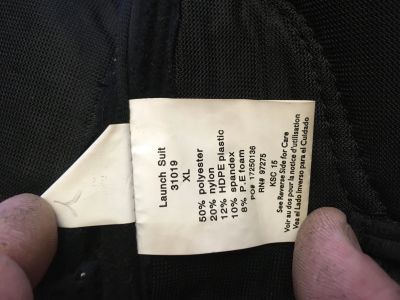 Launch Suit
31019
XL
50% polyester
20% nylon
12% HDPE plastic
10% spandex
8% P.E foam
PO# 17250136
RN# 97275
KSC 15
See Reverse Side for Care
Voir au dos pour la notice d'utilisation
Vea el Lado Inverso para el Cuidado